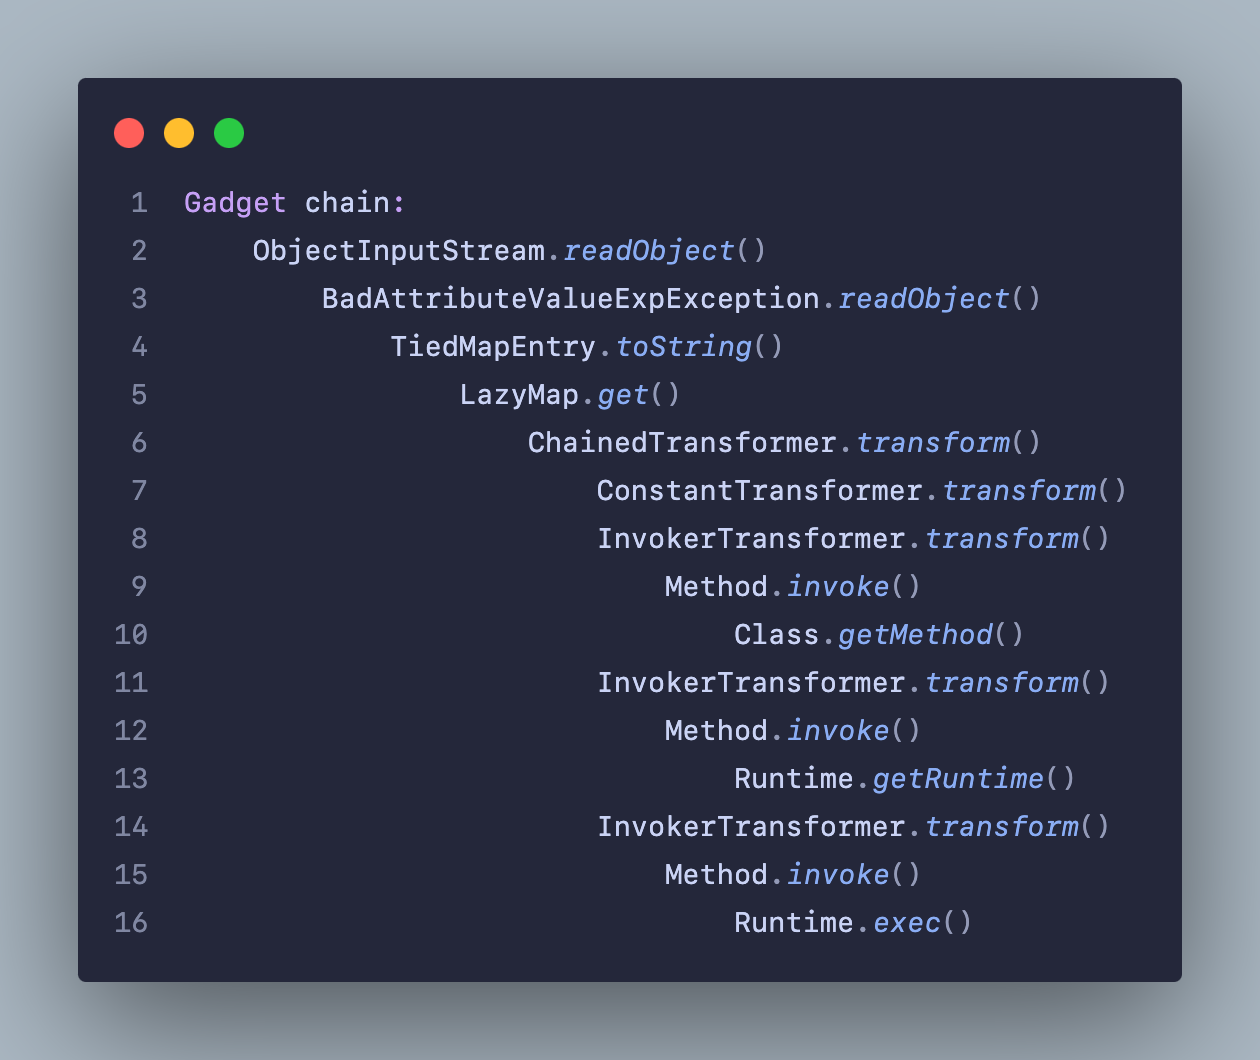 1 Gadget chain:
2 ObjectInputStream.readObject()
3 BadAttributeValueExpException.readObject()
4 TiedMapEntry.toString()
5 LazyMap.get()
6 ChainedTransformer.transform()
7 ConstantTransformer.transform()
8 InvokerTransformer.transform()
9 Method.invoke()
10 Class.getMethod()
11 InvokerTransformer.transform()
12 Method.invoke()
13 Runtime.getRuntime()
14 InvokerTransformer.transform()
15 Method.invoke()
16 Runtime.exec()